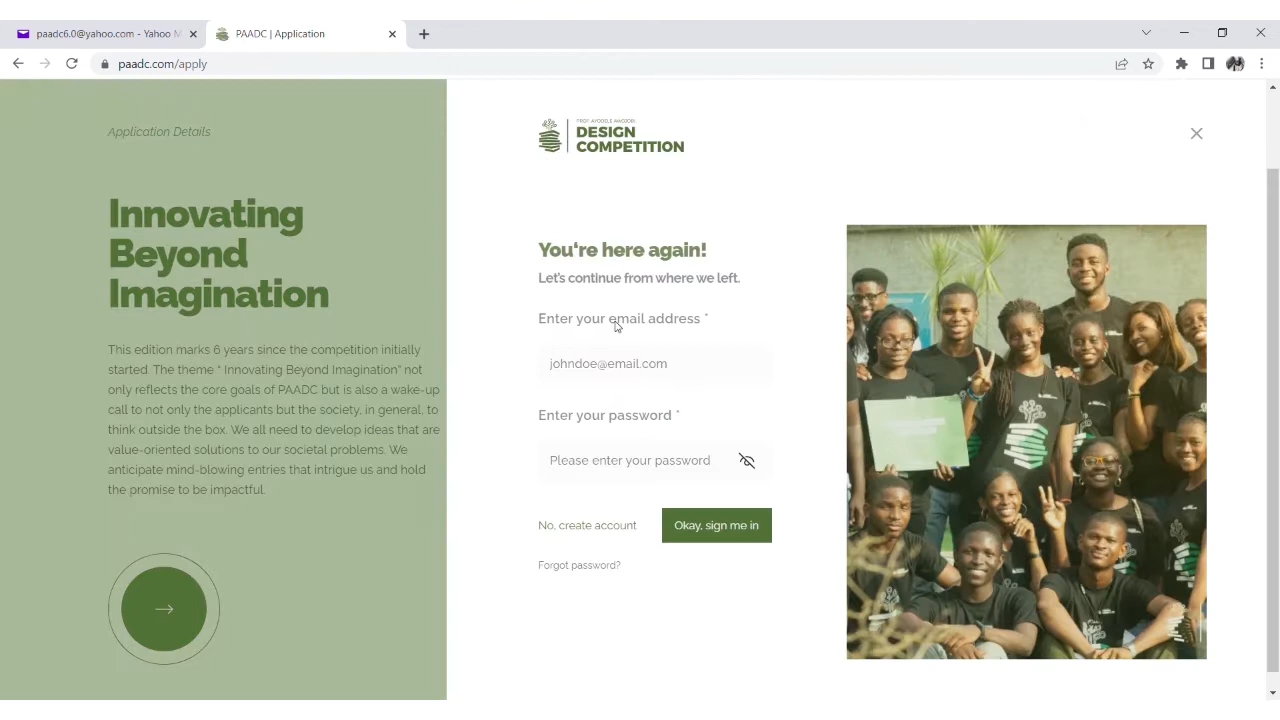 paadc6.0@yahoo.com - Yahoo M
PAADC | Application
paadc.com/apply
Application Details
Innovating
Beyond
Imagination
This edition marks 6 years since the competition initially
started. The theme “ Innovating Beyond Imagination” not
only reflects the core goals of PAADC but is also a wake-up
call to not only the applicants but the society, in general, to
think outside the box. We all need to develop ideas that are
value-oriented solutions to our societal problems. We
anticipate mind-blowing entries that intrigue us and hold
the promise to be impactful.
PROF. AYODELE AWOJOBI
DESIGN
COMPETITION
You're here again!
Let's continue from where we left.
Enter your email address *
johndoe@email.com
Enter your password *
Please enter your password
No, create account
Okay, sign me in
Forgot password?